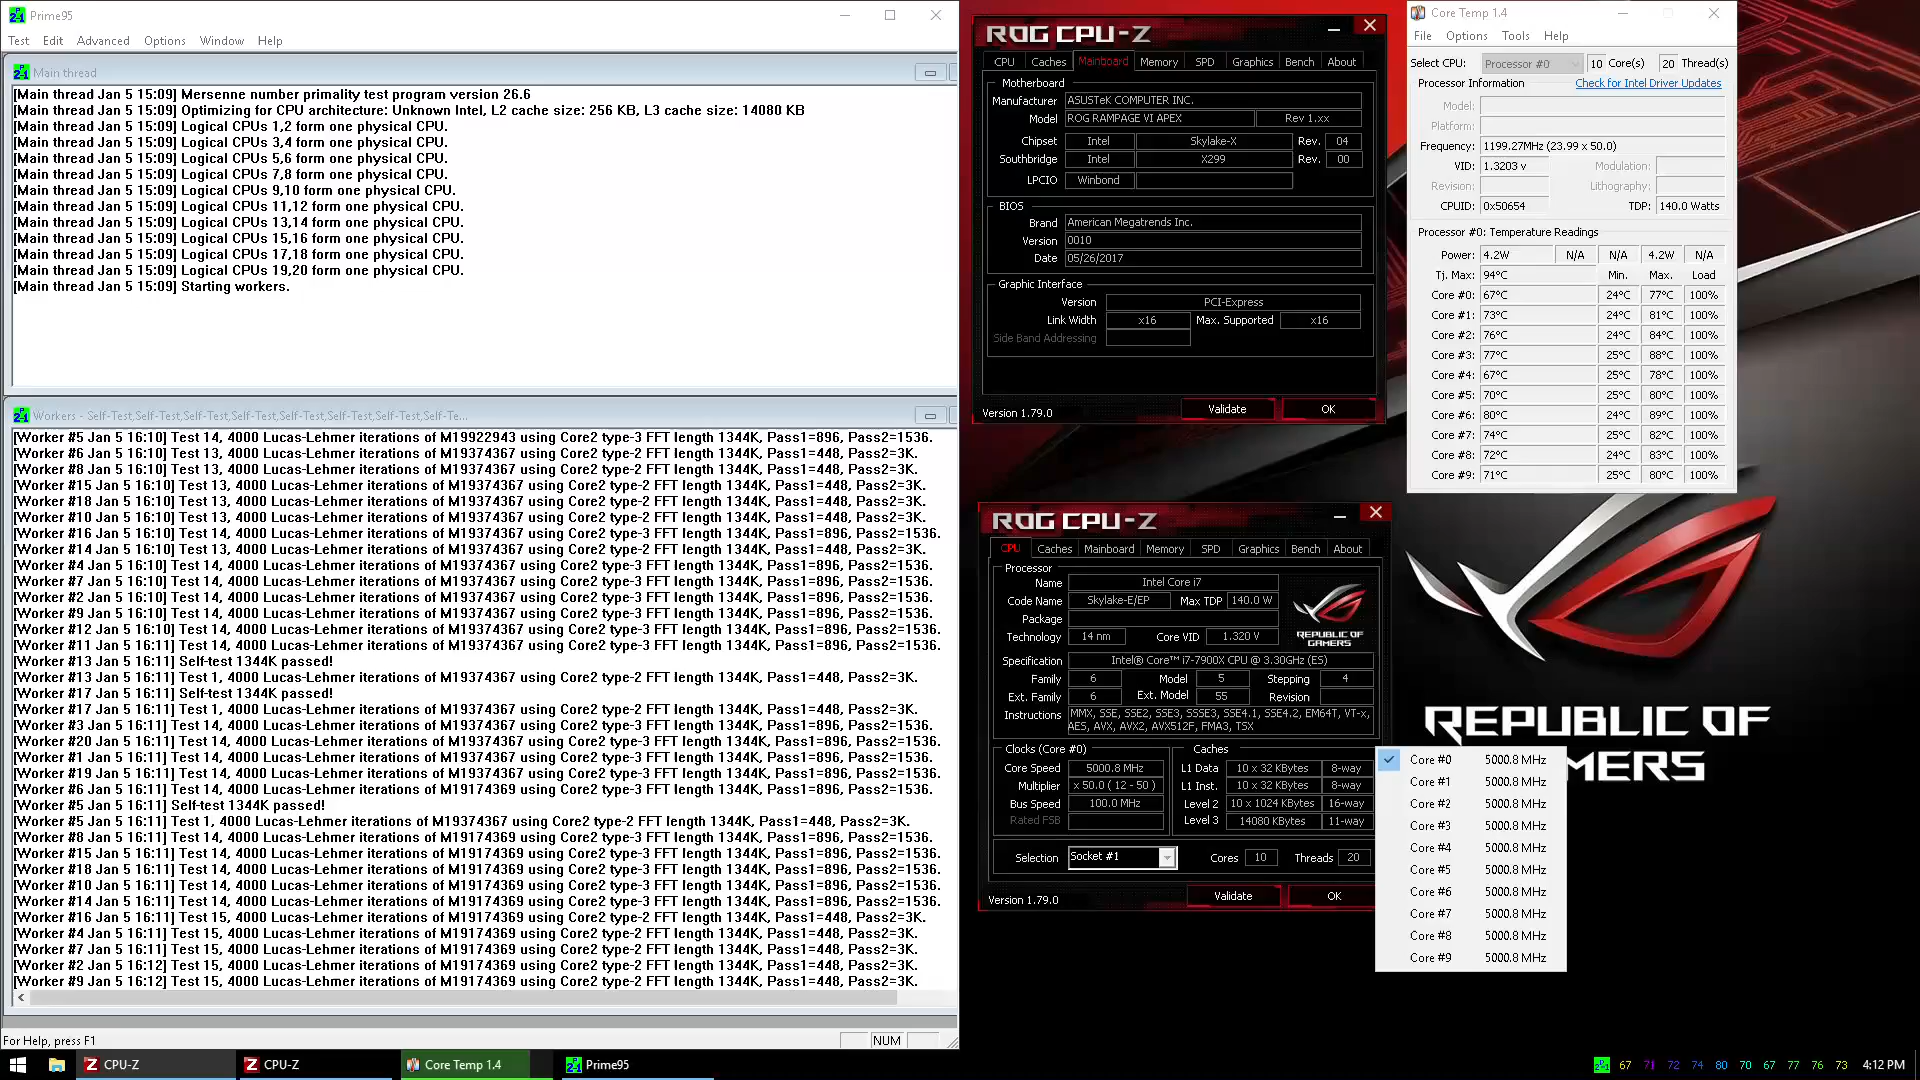 Prime95
Test Edit Advanced Options Window Help
Main thread
[Main thread Jan 5 15:09] Mersenne number primality test program version 26.6
[Main thread Jan 5 15:09] Optimizing for CPU architecture: Unknown Intel, L2 cache size: 256 KB, L3 cache size: 14080 KB
[Main thread Jan 5 15:09] Logical CPUs 1,2 form one physical CPU.
[Main thread Jan 5 15:09] Logical CPUs 3,4 form one physical CPU.
[Main thread Jan 5 15:09] Logical CPUs 5,6 form one physical CPU.
[Main thread Jan 5 15:09] Logical CPUs 7,8 form one physical CPU.
[Main thread Jan 5 15:09] Logical CPUs 9,10 form one physical CPU.
[Main thread Jan 5 15:09] Logical CPUs 11,12 form one physical CPU.
[Main thread Jan 5 15:09] Logical CPUs 13,14 form one physical CPU.
[Main thread Jan 5 15:09] Logical CPUs 15,16 form one physical CPU.
[Main thread Jan 5 15:09] Logical CPUs 17,18 form one physical CPU.
[Main thread Jan 5 15:09] Logical CPUs 19,20 form one physical CPU.
[Main thread Jan 5 15:09] Starting workers.
Workers - Self-Test,Self-Test,Self-Test,Self-Test,Self-Test,Self-Test,Self-Test,Self-Te...
[Worker #5 Jan 5 16:10] Test 14, 4000 Lucas-Lehmer iterations of M19922943 using Core2 type-3 FFT length 1344K, Pass1=896, Pass2=1536.
[Worker #6 Jan 5 16:10] Test 13, 4000 Lucas-Lehmer iterations of M19374367 using Core2 type-2 FFT length 1344K, Pass1=448, Pass2=3K.
[Worker #8 Jan 5 16:10] Test 13, 4000 Lucas-Lehmer iterations of M19374367 using Core2 type-2 FFT length 1344K, Pass1=448, Pass2=3K.
[Worker #15 Jan 5 16:10] Test 13, 4000 Lucas-Lehmer iterations of M19374367 using Core2 type-2 FFT length 1344K, Pass1=448, Pass2=3K.
[Worker #18 Jan 5 16:10] Test 13, 4000 Lucas-Lehmer iterations of M19374367 using Core2 type-2 FFT length 1344K, Pass1=448, Pass2=3K.
[Worker #10 Jan 5 16:10] Test 13, 4000 Lucas-Lehmer iterations of M19374367 using Core2 type-2 FFT length 1344K, Pass1=448, Pass2=3K.
[Worker #16 Jan 5 16:10] Test 14, 4000 Lucas-Lehmer iterations of M19374367 using Core2 type-3 FFT length 1344K, Pass1=896, Pass2=1536.
[Worker #14 Jan 5 16:10] Test 13, 4000 Lucas-Lehmer iterations of M19374367 using Core2 type-2 FFT length 1344K, Pass1=448, Pass2=3K.
[Worker #4 Jan 5 16:10] Test 14, 4000 Lucas-Lehmer iterations of M19374367 using Core2 type-3 FFT length 1344K, Pass1=896, Pass2=1536.
[Worker #7 Jan 5 16:10] Test 14, 4000 Lucas-Lehmer iterations of M19374367 using Core2 type-3 FFT length 1344K, Pass1=896, Pass2=1536.
[Worker #2 Jan 5 16:10] Test 14, 4000 Lucas-Lehmer iterations of M19374367 using Core2 type-3 FFT length 1344K, Pass1=896, Pass2=1536.
[Worker #9 Jan 5 16:10] Test 14, 4000 Lucas-Lehmer iterations of M19374367 using Core2 type-3 FFT length 1344K, Pass1=896, Pass2=1536.
[Worker #12 Jan 5 16:10] Test 14, 4000 Lucas-Lehmer iterations of M19374367 using Core2 type-3 FFT length 1344K, Pass1=896, Pass2=1536.
[Worker #11 Jan 5 16:10] Test 14, 4000 Lucas-Lehmer iterations of M19374367 using Core2 type-3 FFT length 1344K, Pass1=896, Pass2=1536.
[Worker #13 Jan 5 16:11] Self-test 1344K passed!
[Worker #13 Jan 5 16:11] Test 1, 4000 Lucas-Lehmer iterations of M19374367 using Core2 type-2 FFT length 1344K, Pass1=448, Pass2=3K.
[Worker #17 Jan 5 16:11] Self-test 1344K passed!
[Worker #17 Jan 5 16:11] Test 1, 4000 Lucas-Lehmer iterations of M19374367 using Core2 type-2 FFT length 1344K, Pass1=448, Pass2=3K.
[Worker #3 Jan 5 16:11] Test 14, 4000 Lucas-Lehmer iterations of M19374367 using Core2 type-3 FFT length 1344K, Pass1=896, Pass2=1536.
[Worker #20 Jan 5 16:11] Test 14, 4000 Lucas-Lehmer iterations of M19374367 using Core2 type-3 FFT length 1344K, Pass1=896, Pass2=1536.
[Worker #1 Jan 5 16:11] Test 14, 4000 Lucas-Lehmer iterations of M19374367 using Core2 type-3 FFT length 1344K, Pass1=896, Pass2=1536.
[Worker #19 Jan 5 16:11] Test 14, 4000 Lucas-Lehmer iterations of M19374367 using Core2 type-3 FFT length 1344K, Pass1=896, Pass2=1536.
[Worker #6 Jan 5 16:11] Test 14, 4000 Lucas-Lehmer iterations of M19374367 using Core2 type-3 FFT length 1344K, Pass1=896, Pass2=1536.
[Worker #5 Jan 5 16:11] Self-test 1344K passed!
[Worker #5 Jan 5 16:11] Test 1, 4000 Lucas-Lehmer iterations of M19374367 using Core2 type-2 FFT length 1344K, Pass1=448, Pass2=3K.
[Worker #8 Jan 5 16:11] Test 14, 4000 Lucas-Lehmer iterations of M19174369 using Core2 type-3 FFT length 1344K, Pass1=896, Pass2=1536.
[Worker #15 Jan 5 16:11] Test 14, 4000 Lucas-Lehmer iterations of M19174369 using Core2 type-3 FFT length 1344K, Pass1=896, Pass2=1536.
[Worker #18 Jan 5 16:11] Test 14, 4000 Lucas-Lehmer iterations of M19174369 using Core2 type-3 FFT length 1344K, Pass1=896, Pass2=1536.
[Worker #10 Jan 5 16:11] Test 14, 4000 Lucas-Lehmer iterations of M19174369 using Core2 type-3 FFT length 1344K, Pass1=896, Pass2=1536.
[Worker #14 Jan 5 16:11] Test 14, 4000 Lucas-Lehmer iterations of M19174369 using Core2 type-3 FFT length 1344K, Pass1=896, Pass2=1536.
[Worker #16 Jan 5 16:11] Test 15, 4000 Lucas-Lehmer iterations of M19174369 using Core2 type-2 FFT length 1344K, Pass1=448, Pass2=3K.
[Worker #4 Jan 5 16:11] Test 15, 4000 Lucas-Lehmer iterations of M19174369 using Core2 type-2 FFT length 1344K, Pass1=448, Pass2=3K.
[Worker #7 Jan 5 16:11] Test 15, 4000 Lucas-Lehmer iterations of M19174369 using Core2 type-2 FFT length 1344K, Pass1=448, Pass2=3K.
[Worker #2 Jan 5 16:12] Test 15, 4000 Lucas-Lehmer iterations of M19174369 using Core2 type-2 FFT length 1344K, Pass1=448, Pass2=3K.
[Worker #9 Jan 5 16:12] Test 15, 4000 Lucas-Lehmer iterations of M19174369 using Core2 type-2 FFT length 1344K, Pass1=448, Pass2=3K.
For Help, press F1
NUM
ROG CPU-Z
CPU Caches Mainboard Memory SPD Graphics Bench About
Motherboard
Manufacturer ASUSTeK COMPUTER INC.
Model ROG RAMPAGE VI APEX Rev 1.xx
Chipset Intel Skylake-X Rev. 04
Southbridge Intel X299 Rev. 00
LPCIO Winbond
BIOS
Brand American Megatrends Inc.
Version 0010
Date 05/26/2017
Graphic Interface
Version PCI-Express
Link Width x16 Max. Supported x16
Side Band Addressing
Version 1.79.0 Validate OK
ROG CPU-Z
CPU Caches Mainboard Memory SPD Graphics Bench About
Processor
Name Intel Core i7
Code Name Skylake-E/EP Max TDP 140.0 W
Package
Technology 14 nm Core VID 1.320 V
REPUBLIC OF
GAMERS
Specification Intel® Core™ i7-7900X CPU @ 3.30GHz (ES)
Family 6 Model 5 Stepping 4
Ext. Family 6 Ext. Model 55 Revision
Instructions MMX, SSE, SSE2, SSE3, SSSE3, SSE4.1, SSE4.2, EM64T, VT-x,
AES, AVX, AVX2, AVX512F, FMA3, TSX
Clocks (Core #0)
Core Speed 5000.8 MHz
Multiplier x 50.0 ( 12 - 50 )
Bus Speed 100.0 MHz
Rated FSB
Caches
L1 Data 10 x 32 KBytes 8-way
L1 Inst. 10 x 32 KBytes 8-way
Level 2 10 x 1024 KBytes 16-way
Level 3 14080 KBytes 11-way
Selection Socket #1 Cores 10 Threads 20
Version 1.79.0 Validate OK
Core #0 5000.8 MHz
Core #1 5000.8 MHz
Core #2 5000.8 MHz
Core #3 5000.8 MHz
Core #4 5000.8 MHz
Core #5 5000.8 MHz
Core #6 5000.8 MHz
Core #7 5000.8 MHz
Core #8 5000.8 MHz
Core #9 5000.8 MHz
Core Temp 1.4
File Options Tools Help
Select CPU: Processor #0 10 Core(s) 20 Thread(s)
Processor Information Check for Intel Driver Updates
Model:
Platform:
Frequency: 1199.27MHz (23.99 x 50.0)
VID: 1.3203 v Modulation:
Revision: Lithography:
CPUID: 0x50654 TDP: 140.0 Watts
Processor #0: Temperature Readings
Power: 4.2W N/A N/A 4.2W N/A
Tj. Max: 94°C Min. Max. Load
Core #0: 67°C 24°C 77°C 100%
Core #1: 73°C 24°C 81°C 100%
Core #2: 76°C 24°C 84°C 100%
Core #3: 77°C 25°C 88°C 100%
Core #4: 67°C 25°C 78°C 100%
Core #5: 70°C 25°C 80°C 100%
Core #6: 80°C 24°C 89°C 100%
Core #7: 74°C 25°C 82°C 100%
Core #8: 72°C 24°C 83°C 100%
Core #9: 71°C 25°C 80°C 100%
REPUBLIC OF
MERS
CPU-Z CPU-Z Core Temp 1.4 Prime95
67 71 72 74 80 70 67 77 76 73 4:12 PM